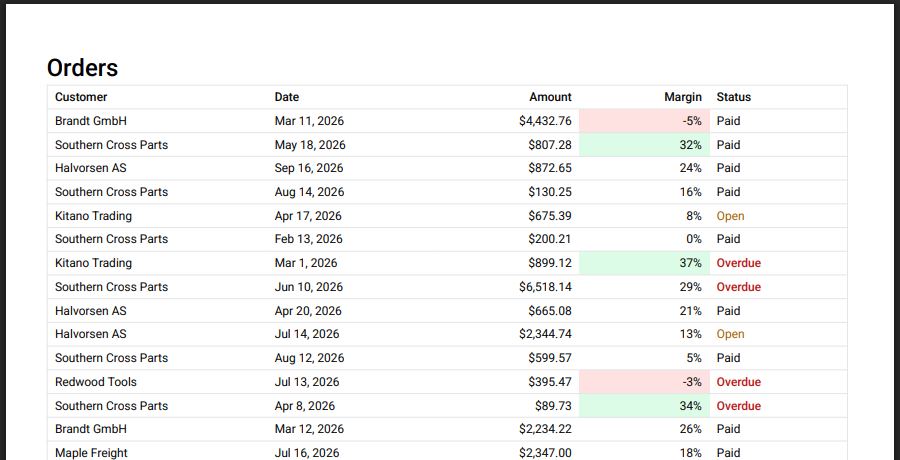 Orders
Customer Date Amount Margin Status
Brandt GmbH Mar 11, 2026 $4,432.76 -5% Paid
Southern Cross Parts May 18, 2026 $807.28 32% Paid
Halvorsen AS Sep 16, 2026 $872.65 24% Paid
Southern Cross Parts Aug 14, 2026 $130.25 16% Paid
Kitano Trading Apr 17, 2026 $675.39 8% Open
Southern Cross Parts Feb 13, 2026 $200.21 0% Paid
Kitano Trading Mar 1, 2026 $899.12 37% Overdue
Southern Cross Parts Jun 10, 2026 $6,518.14 29% Overdue
Halvorsen AS Apr 20, 2026 $665.08 21% Paid
Halvorsen AS Jul 14, 2026 $2,344.74 13% Open
Southern Cross Parts Aug 12, 2026 $599.57 5% Paid
Redwood Tools Jul 13, 2026 $395.47 -3% Overdue
Southern Cross Parts Apr 8, 2026 $89.73 34% Overdue
Brandt GmbH Mar 12, 2026 $2,234.22 26% Paid
Maple Freight Jul 16, 2026 $2,347.00 18% Paid